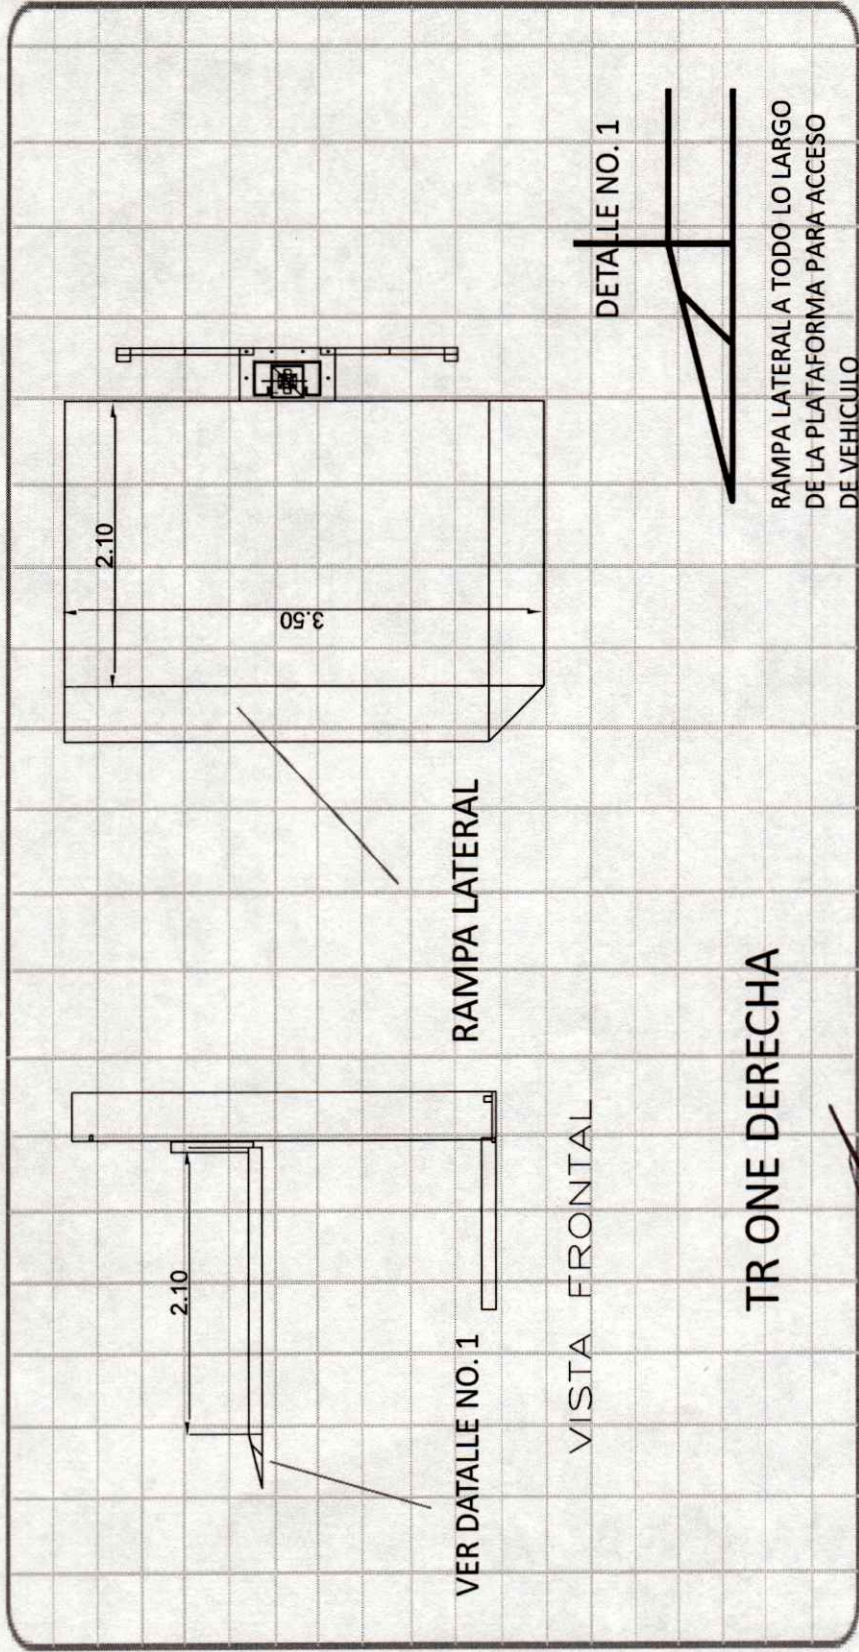 2.10
VER DATALLE NO. 1
VISTA FRONTAL
TR ONE DERECHA
RAMPA LATERAL
2.10
3.50
DETALLE NO. 1
RAMPA LATERAL A TODO LO LARGO
DE LA PLATAFORMA PARA ACCESO
DE VEHICULO